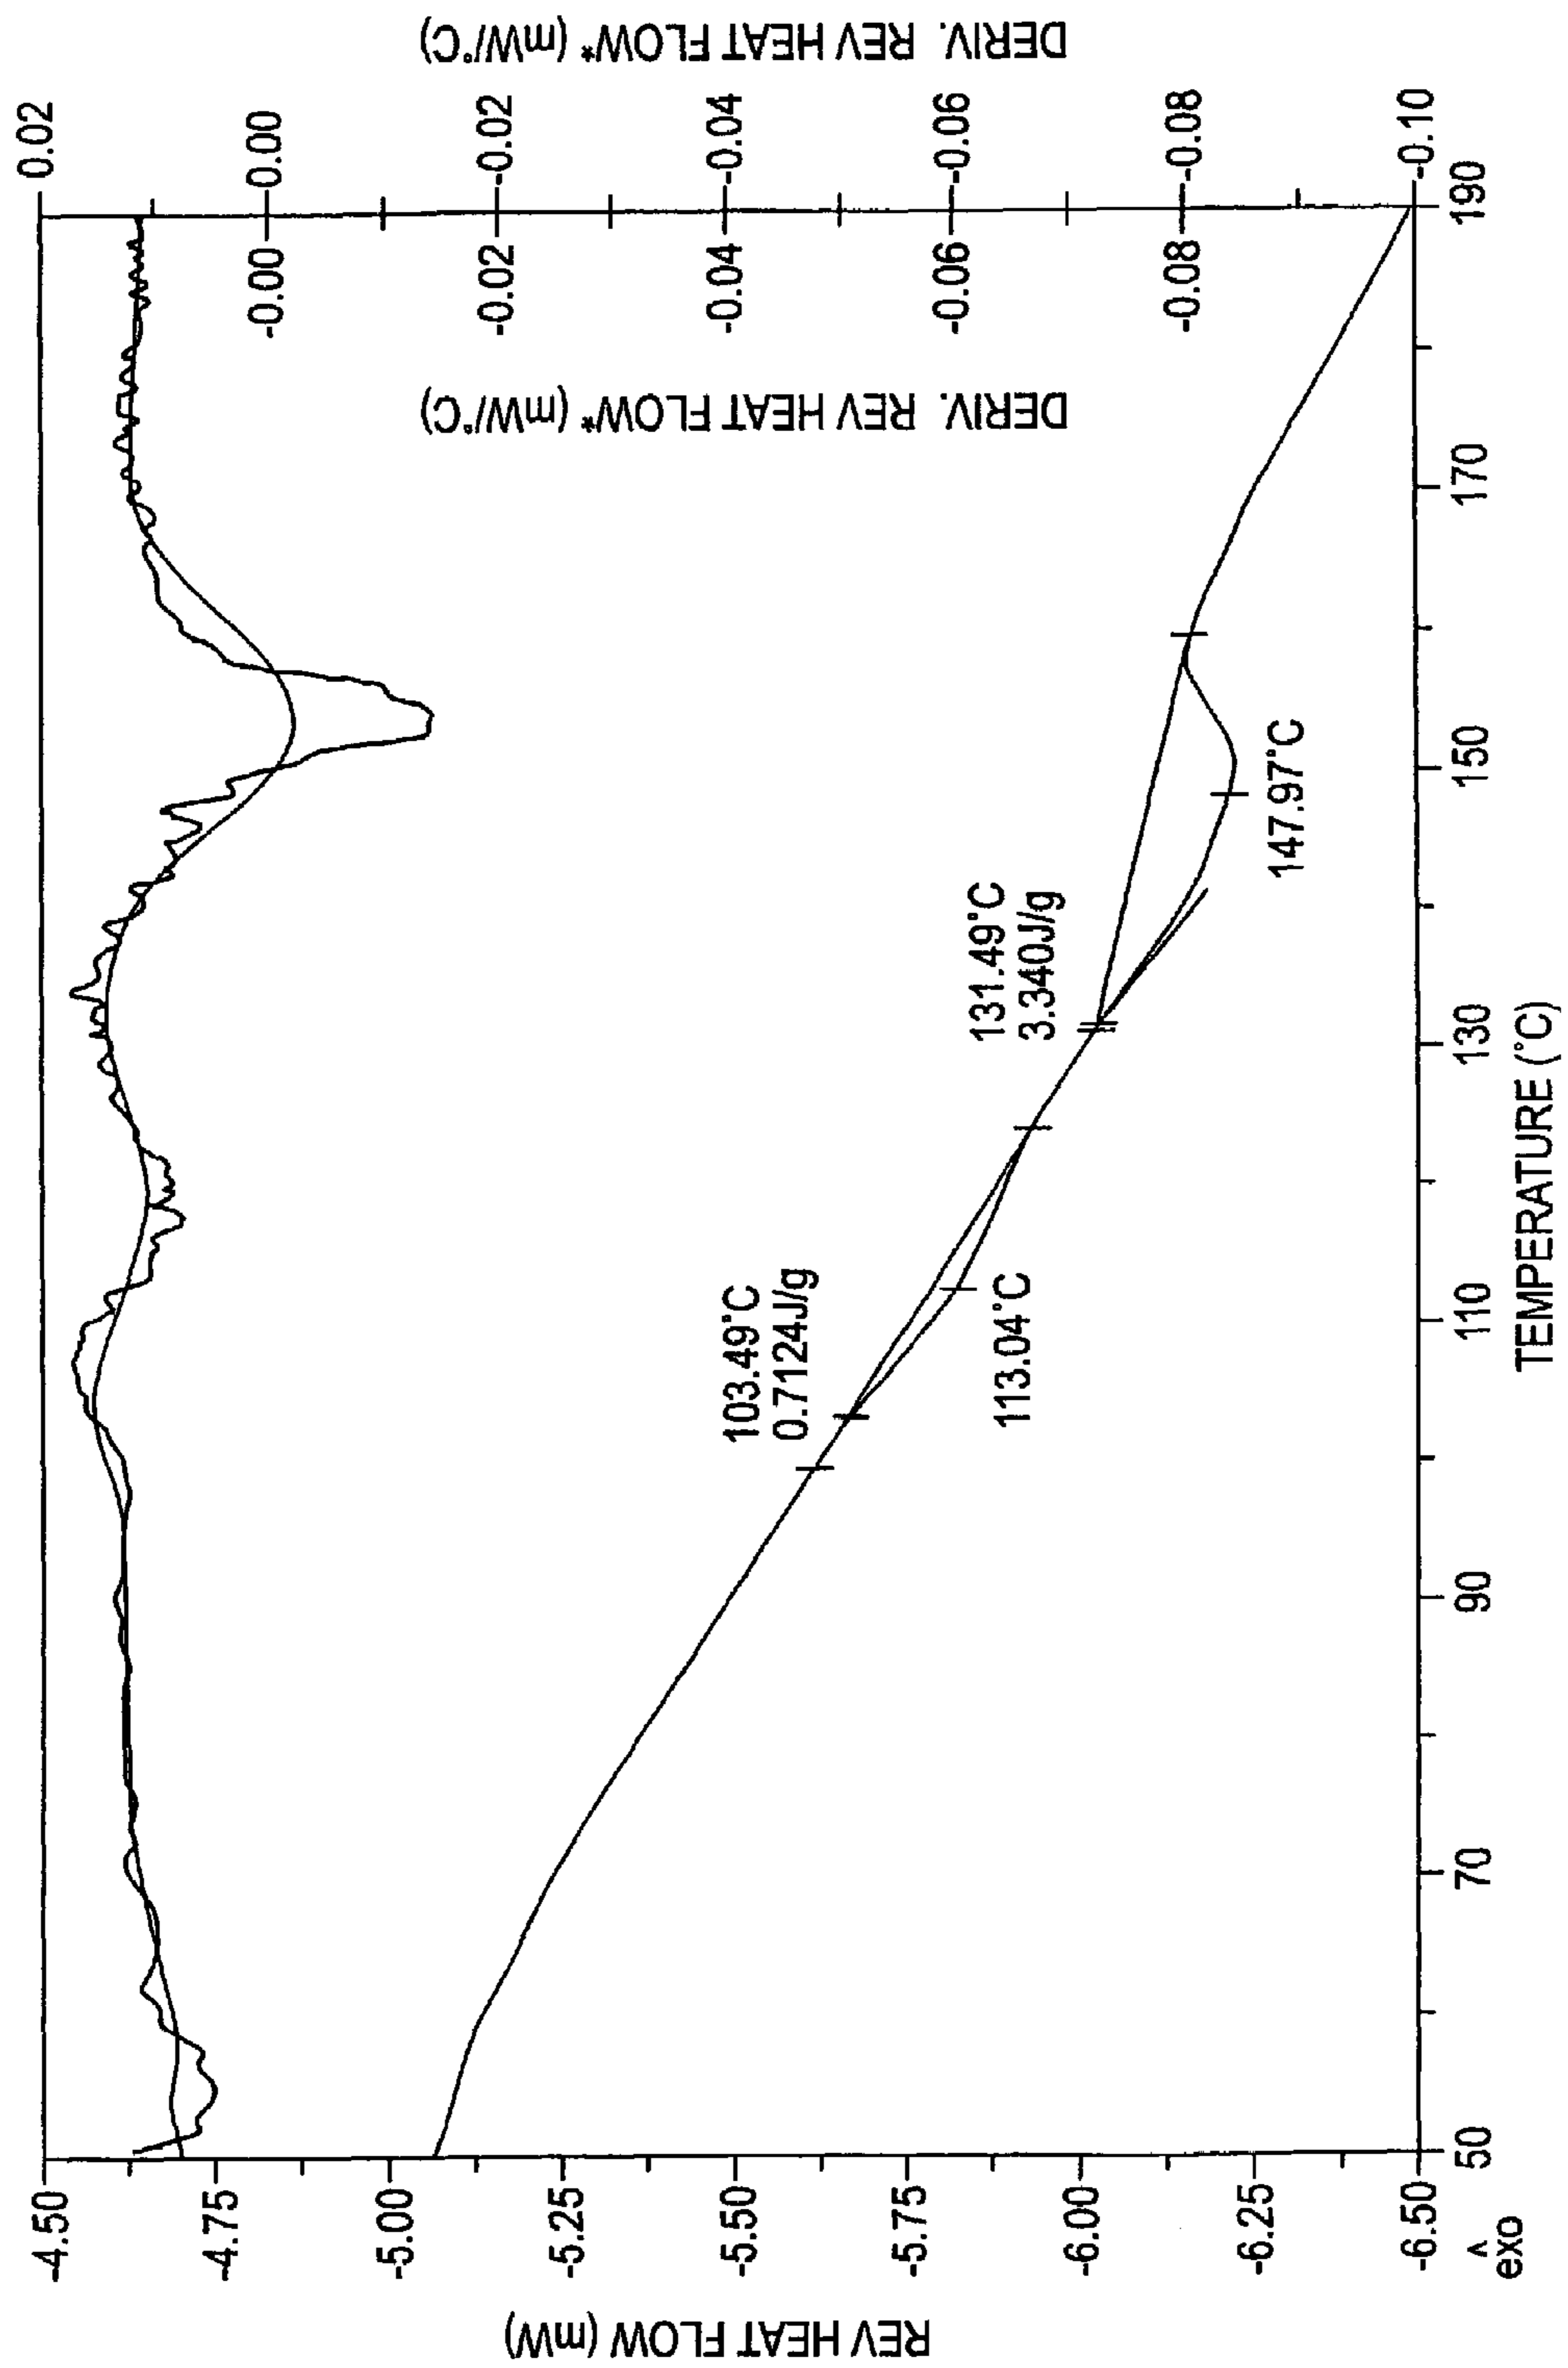 REV HEAT FLOW (mW)
-4.50
-4.75
-5.00
-5.25
-5.50
-5.75
-6.00
-6.25
-6.50
^
exo
103.49°C
0.7124J/g
113.04°C
131.49°C
3.340J/g
147.97°C
50
70
90
110
130
150
170
190
TEMPERATURE (°C)
DERIV. REV HEAT FLOW* (mW/°C)
-0.00
-0.02
-0.04
-0.06
-0.08
0.02
-0.00
-0.02
-0.04
-0.06
-0.08
-0.10
DERIV. REV HEAT FLOW* (mW/°C)